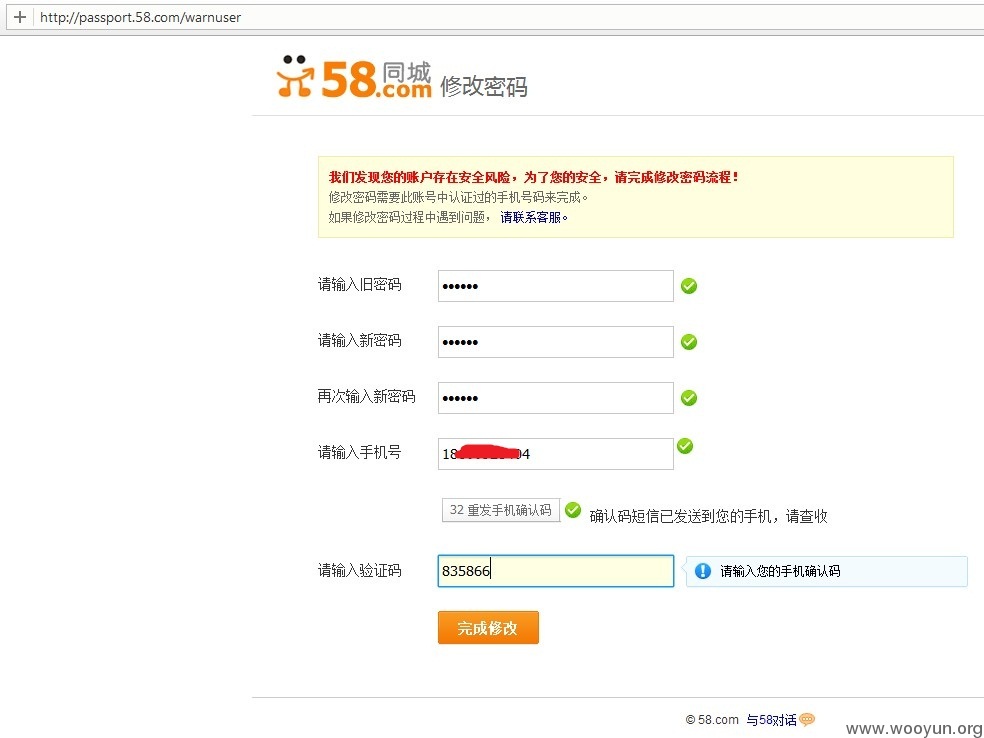 http://passport.58.com/warnuser
58同城.com 修改密码
我们发现您的账户存在安全风险，为了您的安全，请完成修改密码流程！
修改密码需要此账号中认证过的手机号码来完成。
如果修改密码过程中遇到问题， 请联系客服。
请输入旧密码 ••••••
请输入新密码 ••••••
再次输入新密码 ••••••
请输入手机号 18 04
32 重发手机确认码 确认码短信已发送到您的手机，请查收
请输入验证码 835866 请输入您的手机确认码
完成修改
© 58.com 与58对话
www.wooyun.org